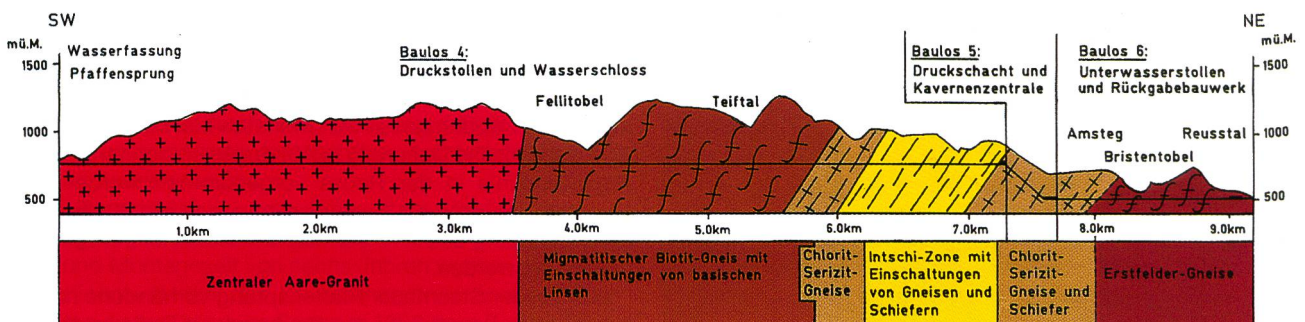 SW
NE
mü.M.
mü.M.
Wasserfassung
Pfaffensprung
Baulos 4:
Druckstollen und Wasserschloss
Baulos 5:
Druckschacht und
Kavernenzentrale
Baulos 6:
Unterwasserstollen
und Rückgabebauwerk
1500
1500
Fellitobel
Teiftal
Amsteg
Reusstal
Bristentobel
1000
1000
500
500
1.0km
2.0km
3.0km
4.0km
5.0km
6.0km
7.0km
8.0km
9.0km
Zentraler Aare-Granit
Migmatitischer Biotit-Gneis mit
Einschaltungen von basischen
Linsen
Chlorit-
Serizit-
Gneise
Intschi-Zone mit
Einschaltungen
von Gneisen und
Schiefern
Chlorit-
Serizit-
Gneise und
Schiefer
Erstfelder-Gneise